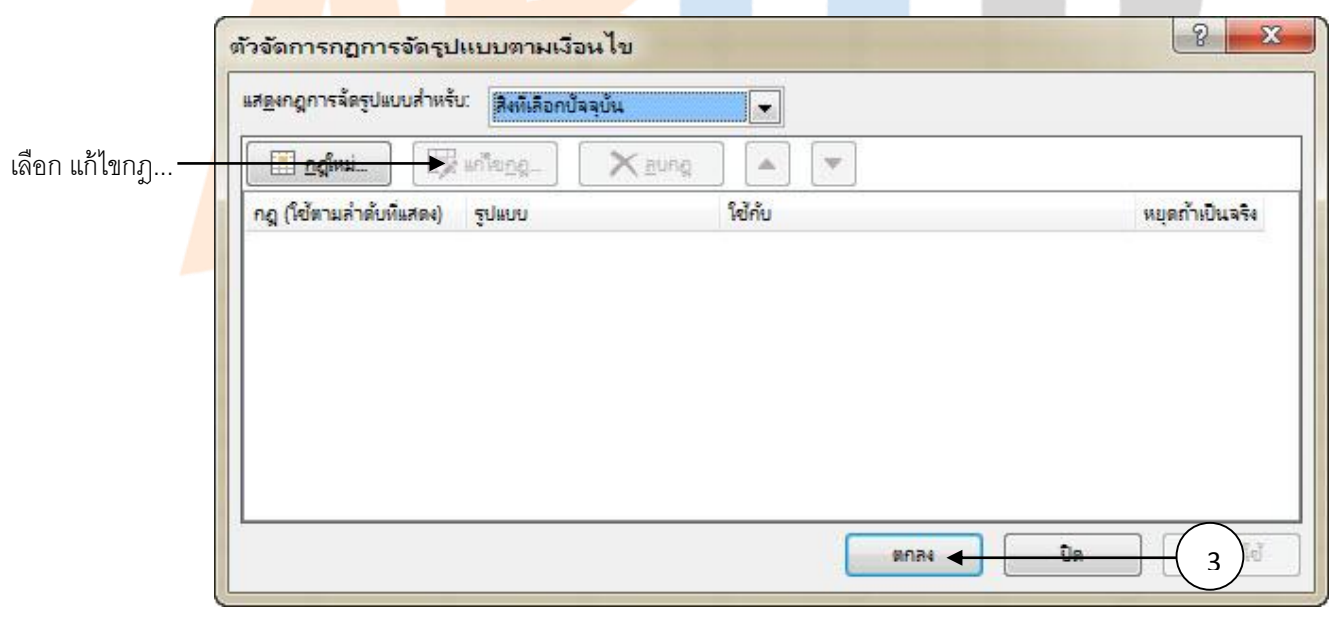 ตัวจัดการกฎการจัดรูปแบบตามเงื่อนไข
แสดงกฎการจัดรูปแบบสำหรับ: สิ่งที่เลือกปัจจุบัน
เลือก แก้ไขกฎ...
กฎใหม่... แก้ไขกฎ... ลบกฎ
กฎ (ใช้ตามลำดับที่แสดง) รูปแบบ ใช้กับ หยุดถ้าเป็นจริง
ตกลง ปิด 3